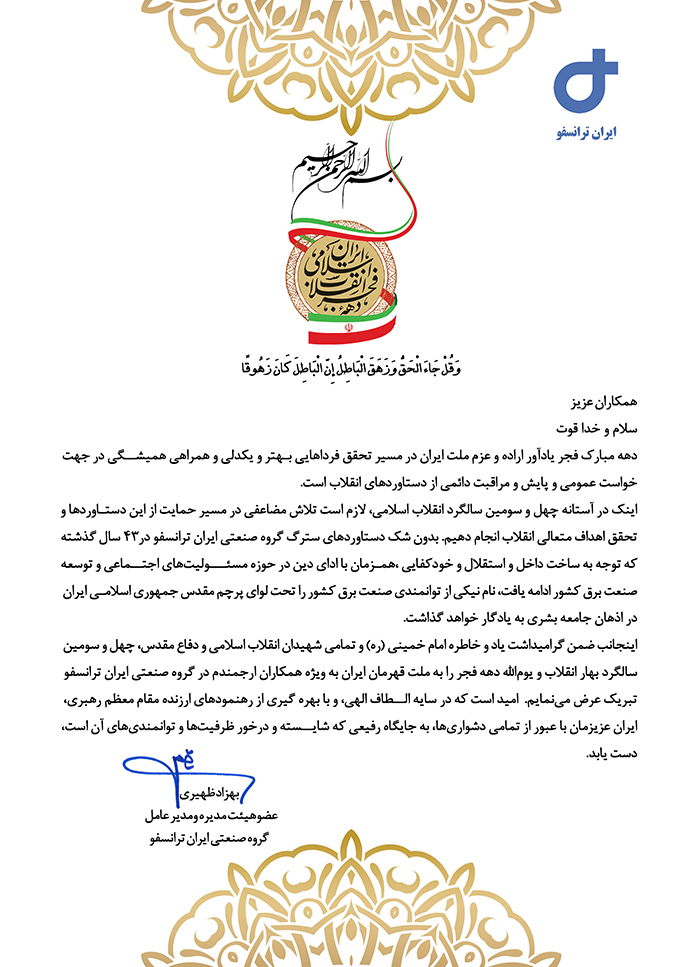 ایران ترانسفو
بسم الله الرحمن الرحیم
ایران
انقلاب اسلامی
دهه فجر
وَقُلْ جَاءَ الْحَقُّ وَزَهَقَ الْبَاطِلُ إِنَّ الْبَاطِلَ كَانَ زَهُوقًا
همکاران عزیز
سلام و خدا قوت
دهه مبارک فجر یادآور اراده و عزم ملت ایران در مسیر تحقق فرداهایی بهتر و یکدلی و همراهی همیشگی در جهت
خواست عمومی و پایش و مراقبت دائمی از دستاوردهای انقلاب است.
اینک در آستانه چهل و سومین سالگرد انقلاب اسلامی، لازم است تلاش مضاعفی در مسیر حمایت از این دستاوردها و
تحقق اهداف متعالی انقلاب انجام دهیم. بدون شک دستاوردهای سترگ گروه صنعتی ایران ترانسفو در۴۳ سال گذشته
که توجه به ساخت داخل و استقلال و خودکفایی ،همزمان با ادای دین در حوزه مسئولیت‌های اجتماعی و توسعه
صنعت برق کشور ادامه یافت، نام نیکی از توانمندی صنعت برق کشور را تحت لوای پرچم مقدس جمهوری اسلامی ایران
در اذهان جامعه بشری به یادگار خواهد گذاشت.
اینجانب ضمن گرامیداشت یاد و خاطره امام خمینی (ره) و تمامی شهیدان انقلاب اسلامی و دفاع مقدس، چهل و سومین
سالگرد بهار انقلاب و یوم‌الله دهه فجر را به ملت قهرمان ایران به ویژه همکاران ارجمندم در گروه صنعتی ایران ترانسفو
تبریک عرض می‌نمایم. امید است که در سایه الطاف الهی، و با بهره گیری از رهنمودهای ارزنده مقام معظم رهبری،
ایران عزیزمان با عبور از تمامی دشواری‌ها، به جایگاه رفیعی که شایسته و درخور ظرفیت‌ها و توانمندی‌های آن است،
دست یابد.
بهزاد ظهیری
عضو هیئت مدیره و مدیر عامل
گروه صنعتی ایران ترانسفو